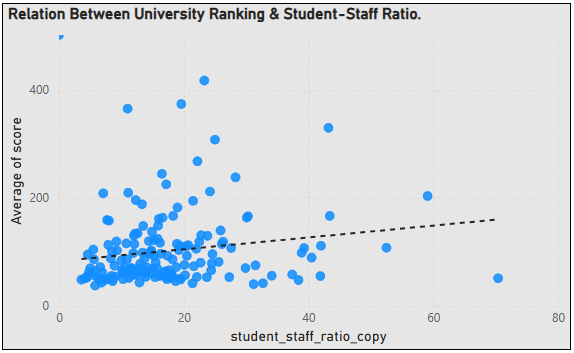 Relation Between University Ranking & Student-Staff Ratio.
400
200
0
Average of score
0 20 40 60 80
student_staff_ratio_copy